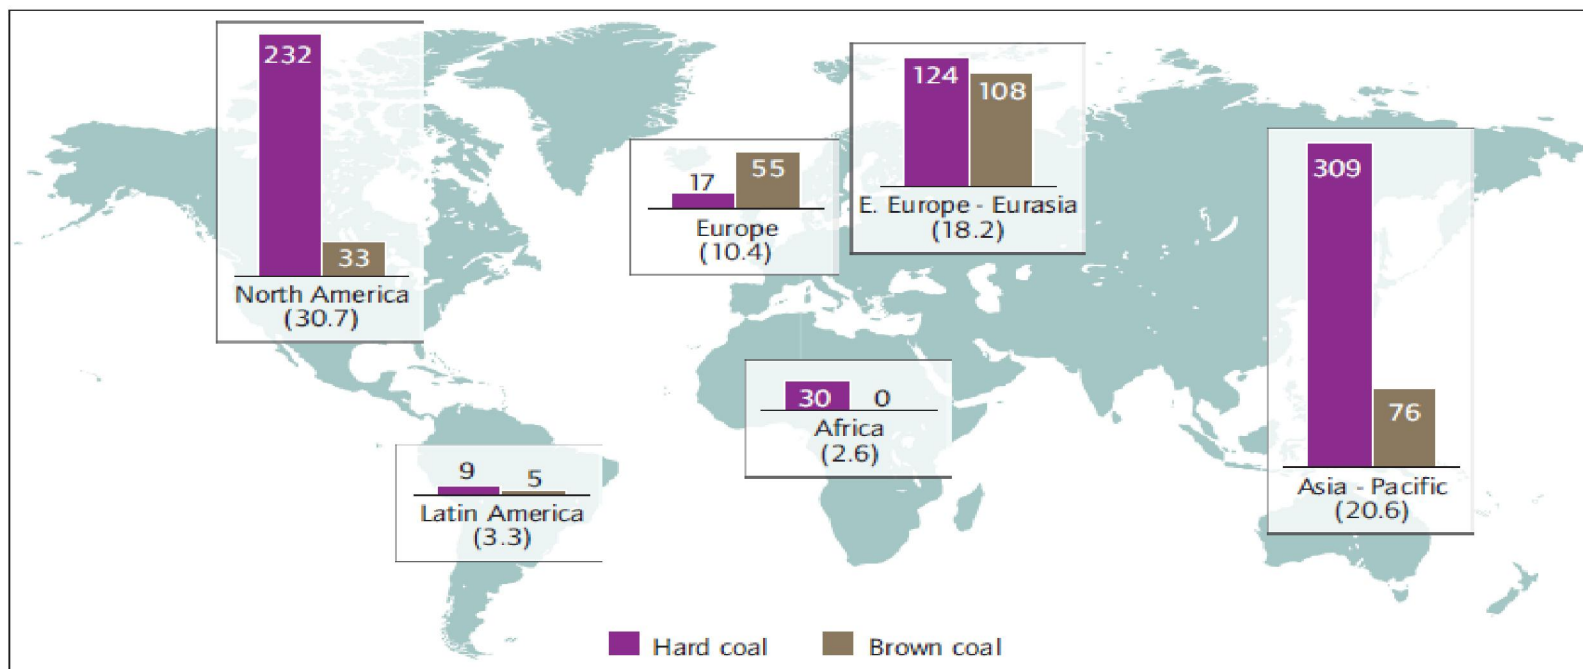 232
33
North America
(30.7)
17
55
Europe
(10.4)
124
108
E. Europe - Eurasia
(18.2)
309
76
Asia - Pacific
(20.6)
30
0
Africa
(2.6)
9
5
Latin America
(3.3)
Hard coal
Brown coal